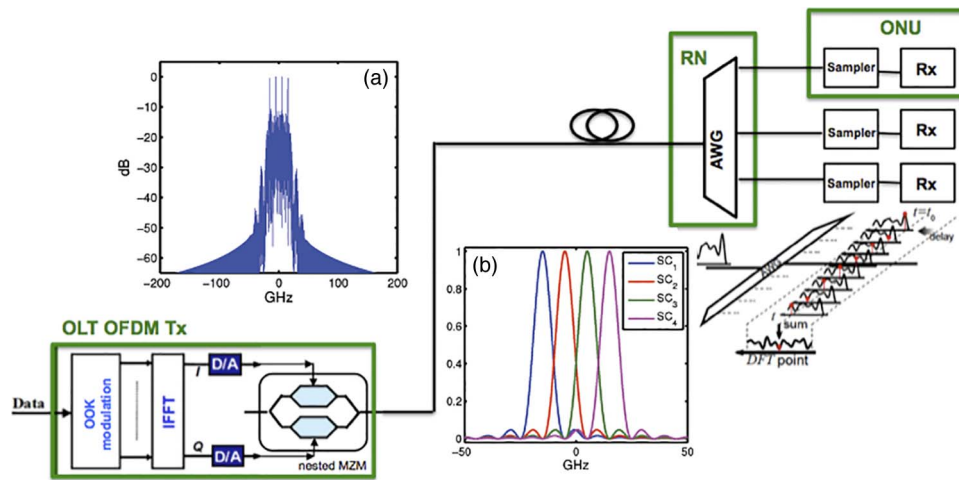 ONU
RN
Sampler
Rx
Sampler
Rx
Sampler
Rx
AWG
(a)
dB
0
−10
−20
−30
−40
−50
−60
−200
−100
0
100
200
GHz
t=t0
delay
AWG
t
sum
DFT point
(b)
SC1
SC2
SC3
SC4
1
0.8
0.6
0.4
0.2
0
−50
0
50
GHz
OLT OFDM Tx
Data
OOK
modulation
IFFT
I
D/A
Q
D/A
nested MZM